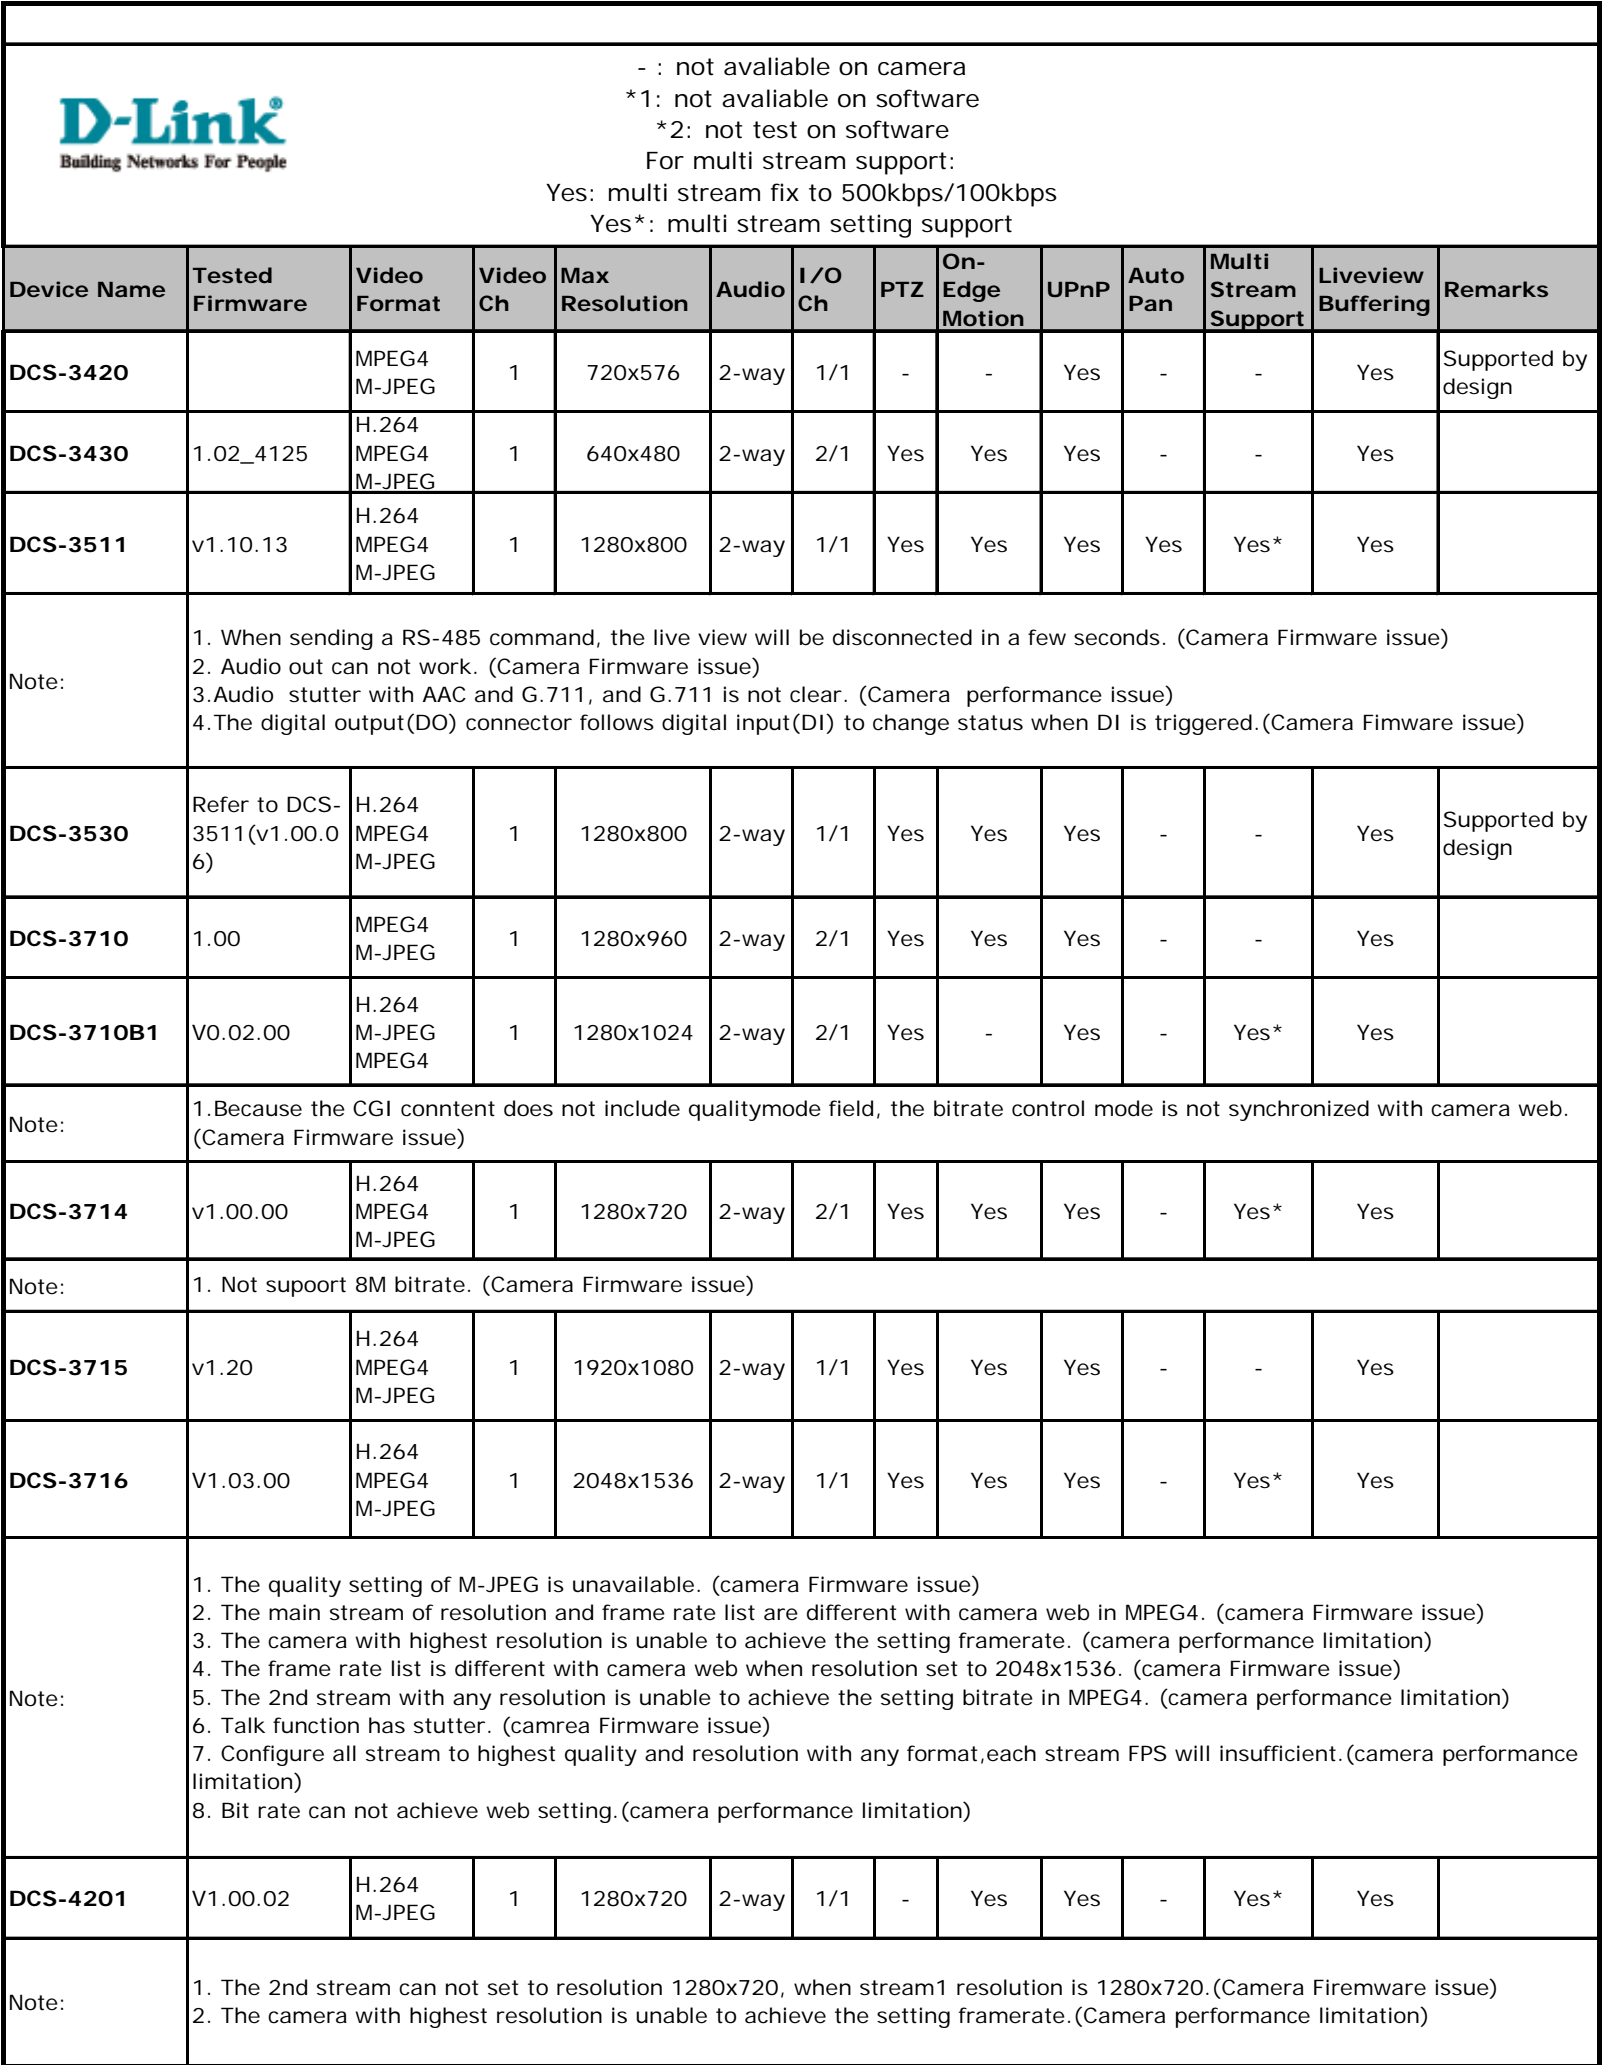 D-Link®
Building Networks For People
- : not avaliable on camera
*1: not avaliable on software
*2: not test on software
For multi stream support:
Yes: multi stream fix to 500kbps/100kbps
Yes*: multi stream setting support
Device Name | Tested Firmware | Video Format | Video Ch | Max Resolution | Audio | I/O Ch | PTZ | On-Edge Motion | UPnP | Auto Pan | Multi Stream Support | Liveview Buffering | Remarks
DCS-3420 | | MPEG4 M-JPEG | 1 | 720x576 | 2-way | 1/1 | - | - | Yes | - | - | Yes | Supported by design
DCS-3430 | 1.02_4125 | H.264 MPEG4 M-JPEG | 1 | 640x480 | 2-way | 2/1 | Yes | Yes | Yes | - | - | Yes |
DCS-3511 | v1.10.13 | H.264 MPEG4 M-JPEG | 1 | 1280x800 | 2-way | 1/1 | Yes | Yes | Yes | Yes | Yes* | Yes |
Note:
1. When sending a RS-485 command, the live view will be disconnected in a few seconds. (Camera Firmware issue)
2. Audio out can not work. (Camera Firmware issue)
3.Audio  stutter with AAC and G.711, and G.711 is not clear. (Camera  performance issue)
4.The digital output(DO) connector follows digital input(DI) to change status when DI is triggered.(Camera Fimware issue)
DCS-3530 | Refer to DCS-3511(v1.00.06) | H.264 MPEG4 M-JPEG | 1 | 1280x800 | 2-way | 1/1 | Yes | Yes | Yes | - | - | Yes | Supported by design
DCS-3710 | 1.00 | MPEG4 M-JPEG | 1 | 1280x960 | 2-way | 2/1 | Yes | Yes | Yes | - | - | Yes |
DCS-3710B1 | V0.02.00 | H.264 M-JPEG MPEG4 | 1 | 1280x1024 | 2-way | 2/1 | Yes | - | Yes | - | Yes* | Yes |
Note:
1.Because the CGI conntent does not include qualitymode field, the bitrate control mode is not synchronized with camera web.
(Camera Firmware issue)
DCS-3714 | v1.00.00 | H.264 MPEG4 M-JPEG | 1 | 1280x720 | 2-way | 2/1 | Yes | Yes | Yes | - | Yes* | Yes |
Note:
1. Not supoort 8M bitrate. (Camera Firmware issue)
DCS-3715 | v1.20 | H.264 MPEG4 M-JPEG | 1 | 1920x1080 | 2-way | 1/1 | Yes | Yes | Yes | - | - | Yes |
DCS-3716 | V1.03.00 | H.264 MPEG4 M-JPEG | 1 | 2048x1536 | 2-way | 1/1 | Yes | Yes | Yes | - | Yes* | Yes |
Note:
1. The quality setting of M-JPEG is unavailable. (camera Firmware issue)
2. The main stream of resolution and frame rate list are different with camera web in MPEG4. (camera Firmware issue)
3. The camera with highest resolution is unable to achieve the setting framerate. (camera performance limitation)
4. The frame rate list is different with camera web when resolution set to 2048x1536. (camera Firmware issue)
5. The 2nd stream with any resolution is unable to achieve the setting bitrate in MPEG4. (camera performance limitation)
6. Talk function has stutter. (camrea Firmware issue)
7. Configure all stream to highest quality and resolution with any format,each stream FPS will insufficient.(camera performance
limitation)
8. Bit rate can not achieve web setting.(camera performance limitation)
DCS-4201 | V1.00.02 | H.264 M-JPEG | 1 | 1280x720 | 2-way | 1/1 | - | Yes | Yes | - | Yes* | Yes |
Note:
1. The 2nd stream can not set to resolution 1280x720, when stream1 resolution is 1280x720.(Camera Firemware issue)
2. The camera with highest resolution is unable to achieve the setting framerate.(Camera performance limitation)